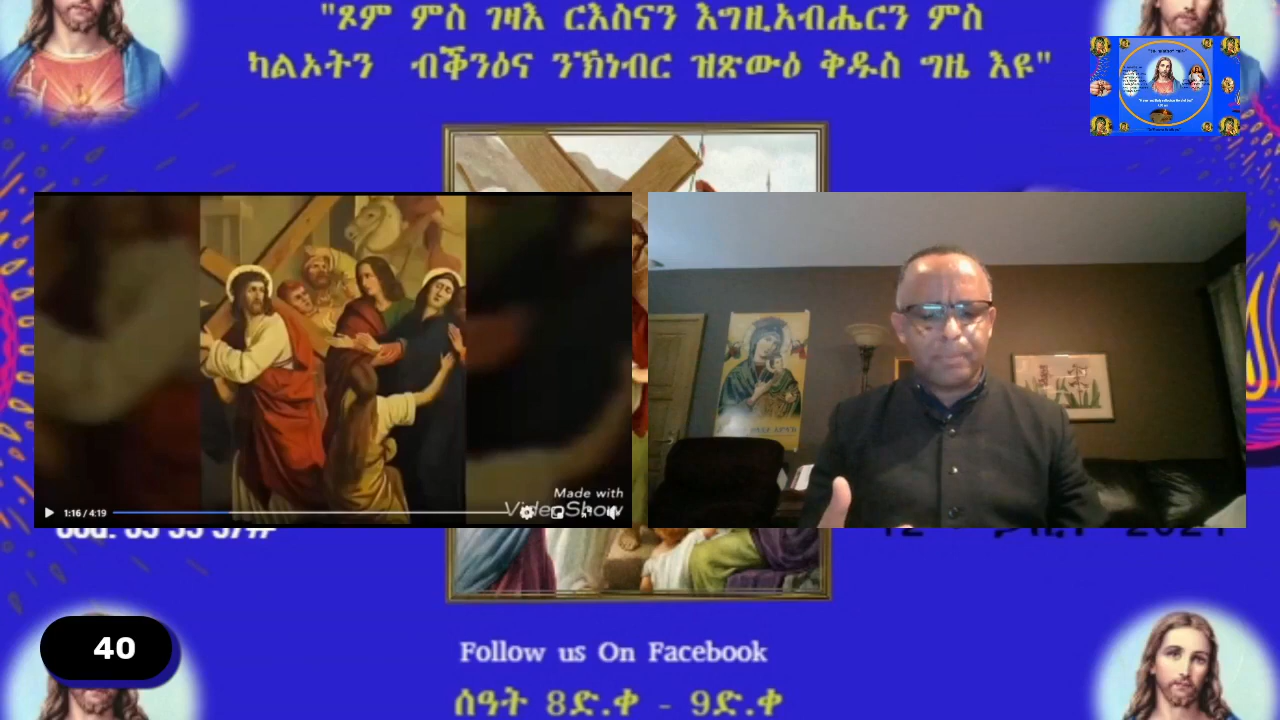 "ጾም ምስ ገዛእ ርእስናን እግዚአብሔርን ምስ
ካልኦትን ብቕንዕና ንኽነብር ዝጽውዕ ቅዱስ ግዜ እዩ"
Made with
VideoShow
1:16 / 4:19
40
Follow us On Facebook
ሰዓት 8ድ.ቀ - 9ድ.ቀ